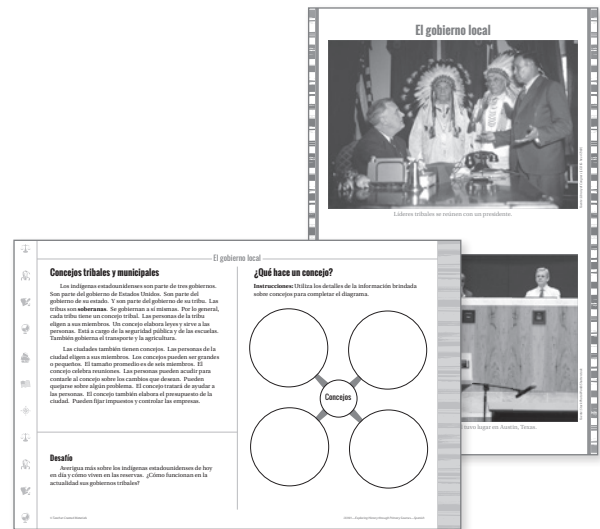 El gobierno local
Líderes tribales se reúnen con un presidente.
tuvo lugar en Austin, Texas.
El gobierno local
Concejos tribales y municipales
Los indígenas estadounidenses son parte de tres gobiernos.
Son parte del gobierno de Estados Unidos. Son parte del
gobierno de su estado. Y son parte del gobierno de su tribu. Las
tribus son soberanas. Se gobiernan a sí mismas. Por lo general,
cada tribu tiene un concejo tribal. Las personas de la tribu
eligen a sus miembros. Un concejo elabora leyes y sirve a las
personas. Está a cargo de la seguridad pública y de las escuelas.
También gobierna el transporte y la agricultura.
Las ciudades también tienen concejos. Las personas de la
ciudad eligen a sus miembros. Los concejos pueden ser grandes
o pequeños. El tamaño promedio es de seis miembros. El
concejo celebra reuniones. Las personas pueden acudir para
contarle al concejo sobre los cambios que desean. Pueden
quejarse sobre algún problema. El concejo tratará de ayudar a
las personas. El concejo también elabora el presupuesto de la
ciudad. Pueden fijar impuestos y controlar las empresas.
Desafío
Averigua más sobre los indígenas estadounidenses de hoy
en día y cómo viven en las reservas. ¿Cómo funcionan en la
actualidad sus gobiernos tribales?
¿Qué hace un concejo?
Instrucciones: Utiliza los detalles de la información brindada
sobre concejos para completar el diagrama.
Concejos